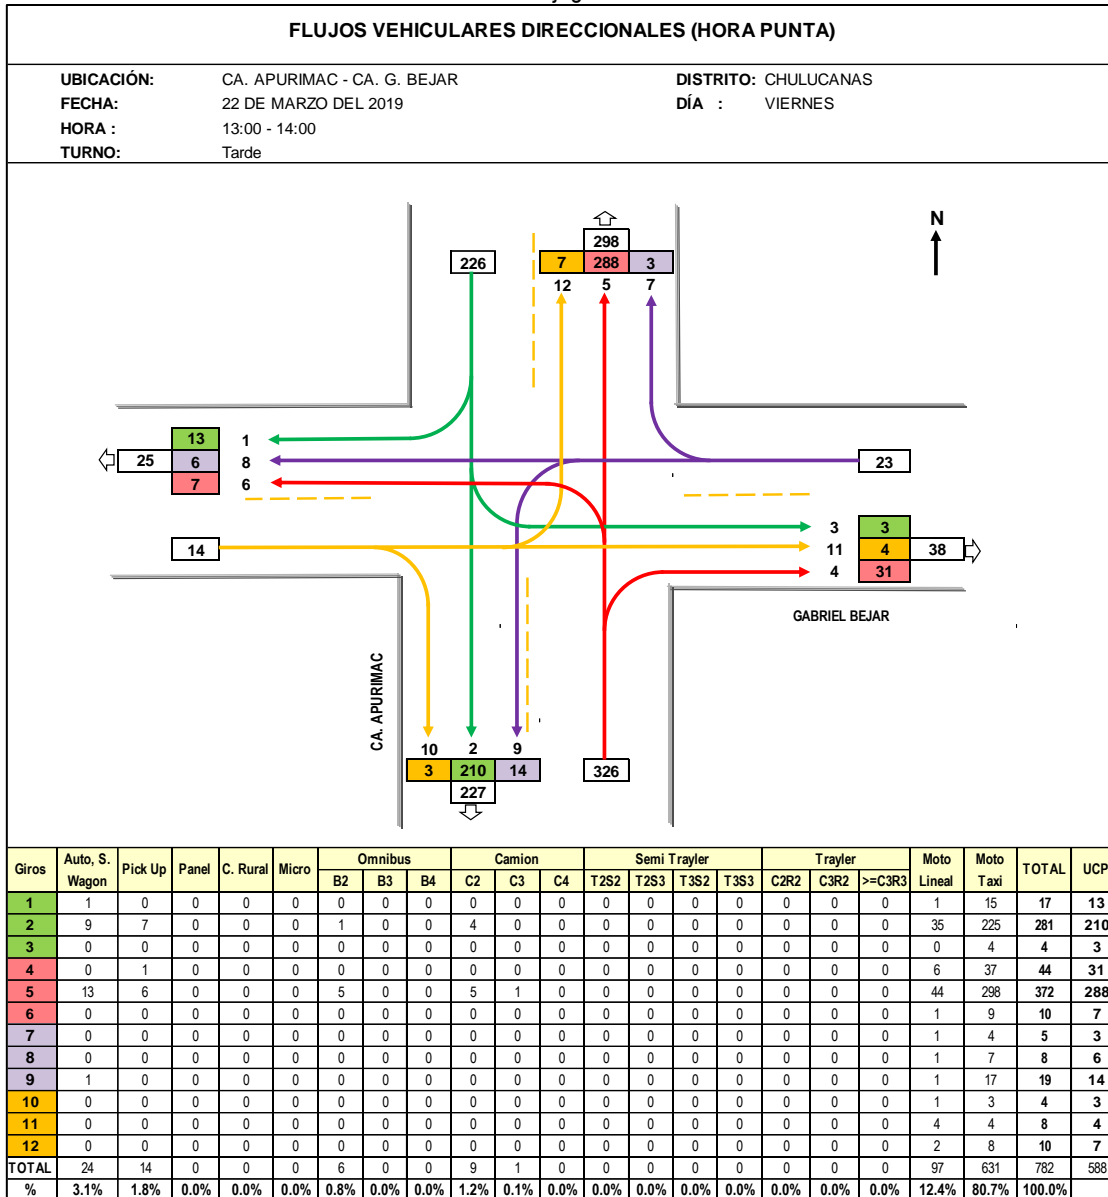 FLUJOS VEHICULARES DIRECCIONALES (HORA PUNTA)
UBICACIÓN: CA. APURIMAC - CA. G. BEJAR DISTRITO: CHULUCANAS
FECHA: 22 DE MARZO DEL 2019 DÍA : VIERNES
HORA : 13:00 - 14:00
TURNO: Tarde
N
298
226 7 288 3
12 5 7
13 1
25 6 8 23
7 6
3 3
14 11 4 38
4 31
GABRIEL BEJAR
CA. APURIMAC
10 2 9
3 210 14 326
227
Giros Auto, S. Wagon Pick Up Panel C. Rural Micro Omnibus Camion Semi Trayler Trayler Moto Lineal Moto Taxi TOTAL UCP
B2 B3 B4 C2 C3 C4 T2S2 T2S3 T3S2 T3S3 C2R2 C3R2 >=C3R3
1 1 0 0 0 0 0 0 0 0 0 0 0 0 0 0 0 0 0 1 15 17 13
2 9 7 0 0 0 1 0 0 4 0 0 0 0 0 0 0 0 0 35 225 281 210
3 0 0 0 0 0 0 0 0 0 0 0 0 0 0 0 0 0 0 0 4 4 3
4 0 1 0 0 0 0 0 0 0 0 0 0 0 0 0 0 0 0 6 37 44 31
5 13 6 0 0 0 5 0 0 5 1 0 0 0 0 0 0 0 0 44 298 372 288
6 0 0 0 0 0 0 0 0 0 0 0 0 0 0 0 0 0 0 1 9 10 7
7 0 0 0 0 0 0 0 0 0 0 0 0 0 0 0 0 0 0 1 4 5 3
8 0 0 0 0 0 0 0 0 0 0 0 0 0 0 0 0 0 0 1 7 8 6
9 1 0 0 0 0 0 0 0 0 0 0 0 0 0 0 0 0 0 1 17 19 14
10 0 0 0 0 0 0 0 0 0 0 0 0 0 0 0 0 0 0 1 3 4 3
11 0 0 0 0 0 0 0 0 0 0 0 0 0 0 0 0 0 0 4 4 8 4
12 0 0 0 0 0 0 0 0 0 0 0 0 0 0 0 0 0 0 2 8 10 7
TOTAL 24 14 0 0 0 6 0 0 9 1 0 0 0 0 0 0 0 0 97 631 782 588
% 3.1% 1.8% 0.0% 0.0% 0.0% 0.8% 0.0% 0.0% 1.2% 0.1% 0.0% 0.0% 0.0% 0.0% 0.0% 0.0% 0.0% 0.0% 12.4% 80.7% 100.0%